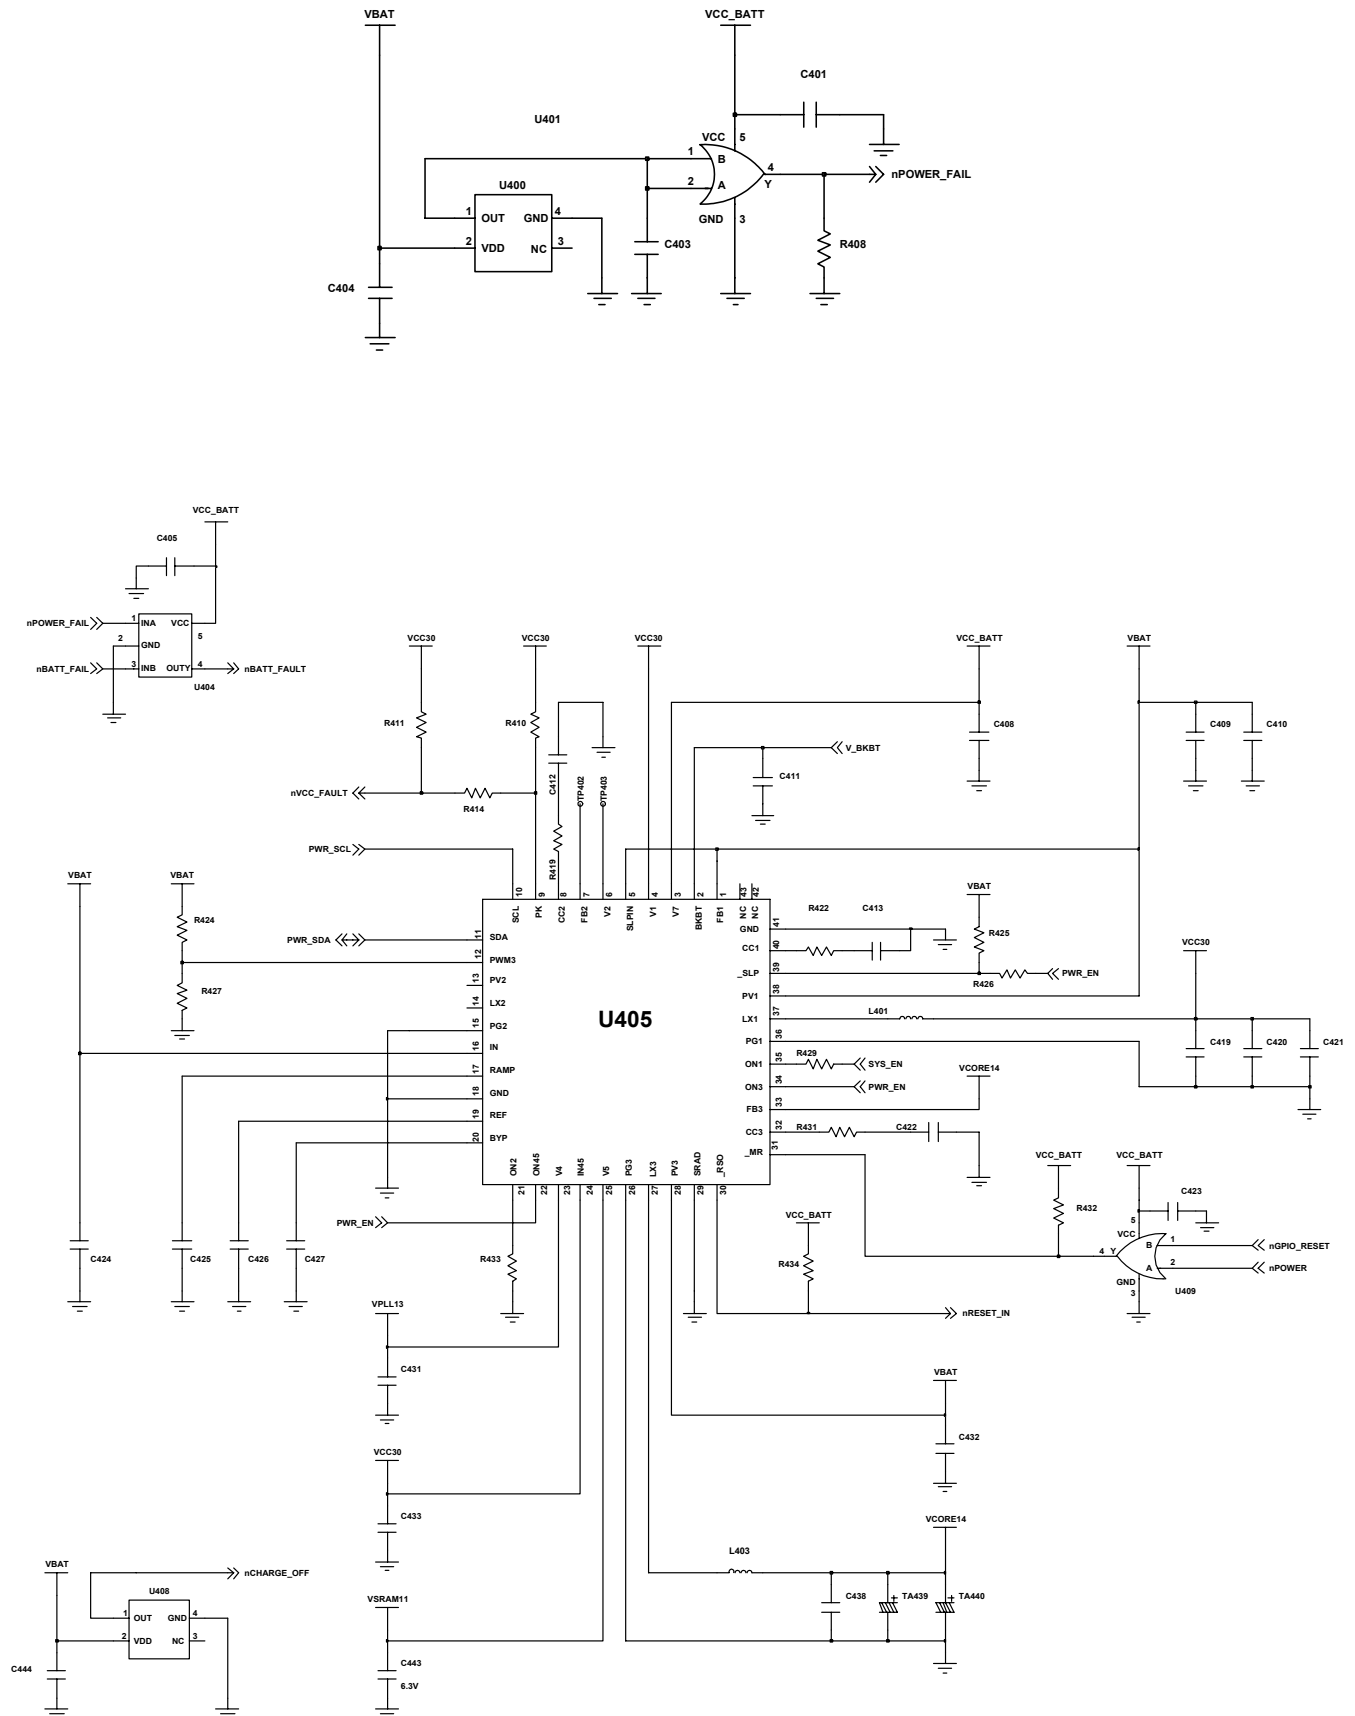 VBAT
VCC_BATT
C401
U401
VCC 5
1 B
4
2 A
Y
nPOWER_FAIL
U400
1 OUT GND 4
GND 3
2 VDD NC 3
C403
R408
C404
VCC_BATT
C405
nPOWER_FAIL 1 INA VCC
2 GND 5
nBATT_FAIL 3 INB OUTY 4 nBATT_FAULT
U404
VCC30
VCC30
VCC30
VCC_BATT
VBAT
R411
R410
C408
C409
C410
V_BKBT
C412
OTP402
OTP403
C411
nVCC_FAULT
R414
R419
PWR_SCL
VBAT
VBAT
10 9 8 7 6 5 4 3 2 1 43 42
SCL PK CC2 FB2 V2 SLPIN V1 V7 BKBT FB1 NC NC
VBAT
R424
R422
C413
GND 41
R425
PWR_SDA 11 SDA
CC1 40
VCC30
12 PWM3
_SLP 39
R426
PWR_EN
13 PV2
R427
PV1 38
14 LX2
U405
LX1 37
L401
15 PG2
PG1 36
16 IN
C419
C420
C421
ON1 35
R429
SYS_EN
17 RAMP
VCORE14
ON3 34
PWR_EN
18 GND
FB3 33
19 REF
CC3 32
R431
C422
20 BYP
_MR 31
ON2 ON45 V4 IN45 V5 PG3 LX3 PV3 SRAD _RSO
21 22 23 24 25 26 27 28 29 30
VCC_BATT
VCC_BATT
C423
R432
5
VCC
PWR_EN
VCC_BATT
C424
C425
C426
C427
R433
R434
4 Y
B 1
nGPIO_RESET
A 2
nPOWER
GND
3
U409
VPLL13
nRESET_IN
C431
VBAT
C432
VCC30
C433
VCORE14
L403
VBAT
nCHARGE_OFF
U408
1 OUT GND 4
2 VDD NC 3
C438
TA439
TA440
VSRAM11
C444
C443
6.3V